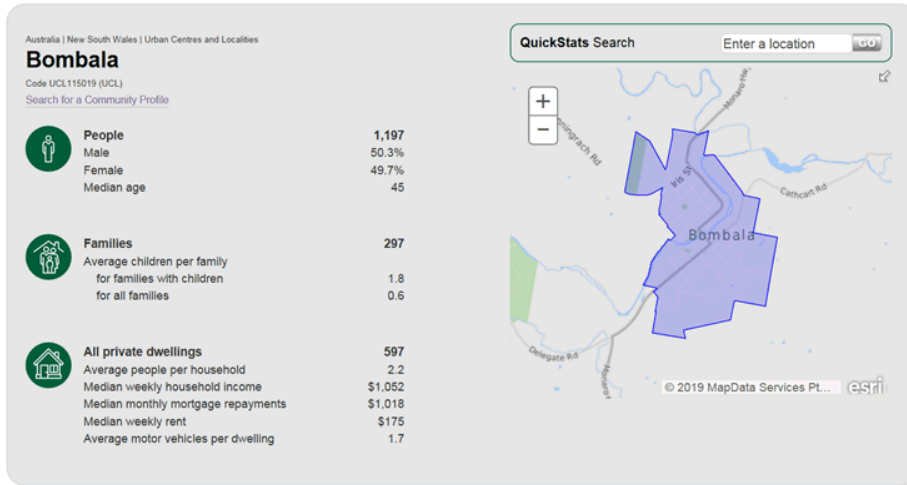 Australia | New South Wales | Urban Centres and Localities
Bombala
Code UCL115019 (UCL)
Search for a Community Profile
People 1,197
Male 50.3%
Female 49.7%
Median age 45
Families 297
Average children per family
for families with children 1.8
for all families 0.6
All private dwellings 597
Average people per household 2.2
Median weekly household income $1,052
Median monthly mortgage repayments $1,018
Median weekly rent $175
Average motor vehicles per dwelling 1.7
QuickStats Search Enter a location GO
+
−
Monaro Hw
Iris St
Cathcart Rd
Bombala
Delegate Rd
© 2019 MapData Services Pt... esri